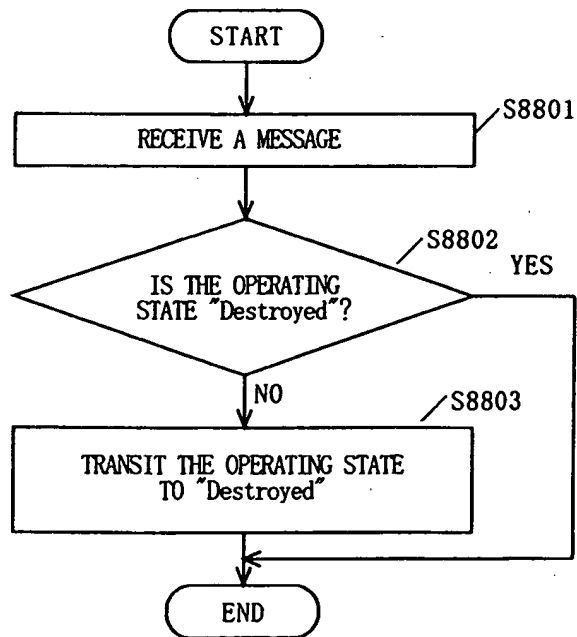 START
S8801
RECEIVE A MESSAGE
S8802
YES
IS THE OPERATING
STATE "Destroyed"?
NO
S8803
TRANSIT THE OPERATING STATE
TO "Destroyed"
END